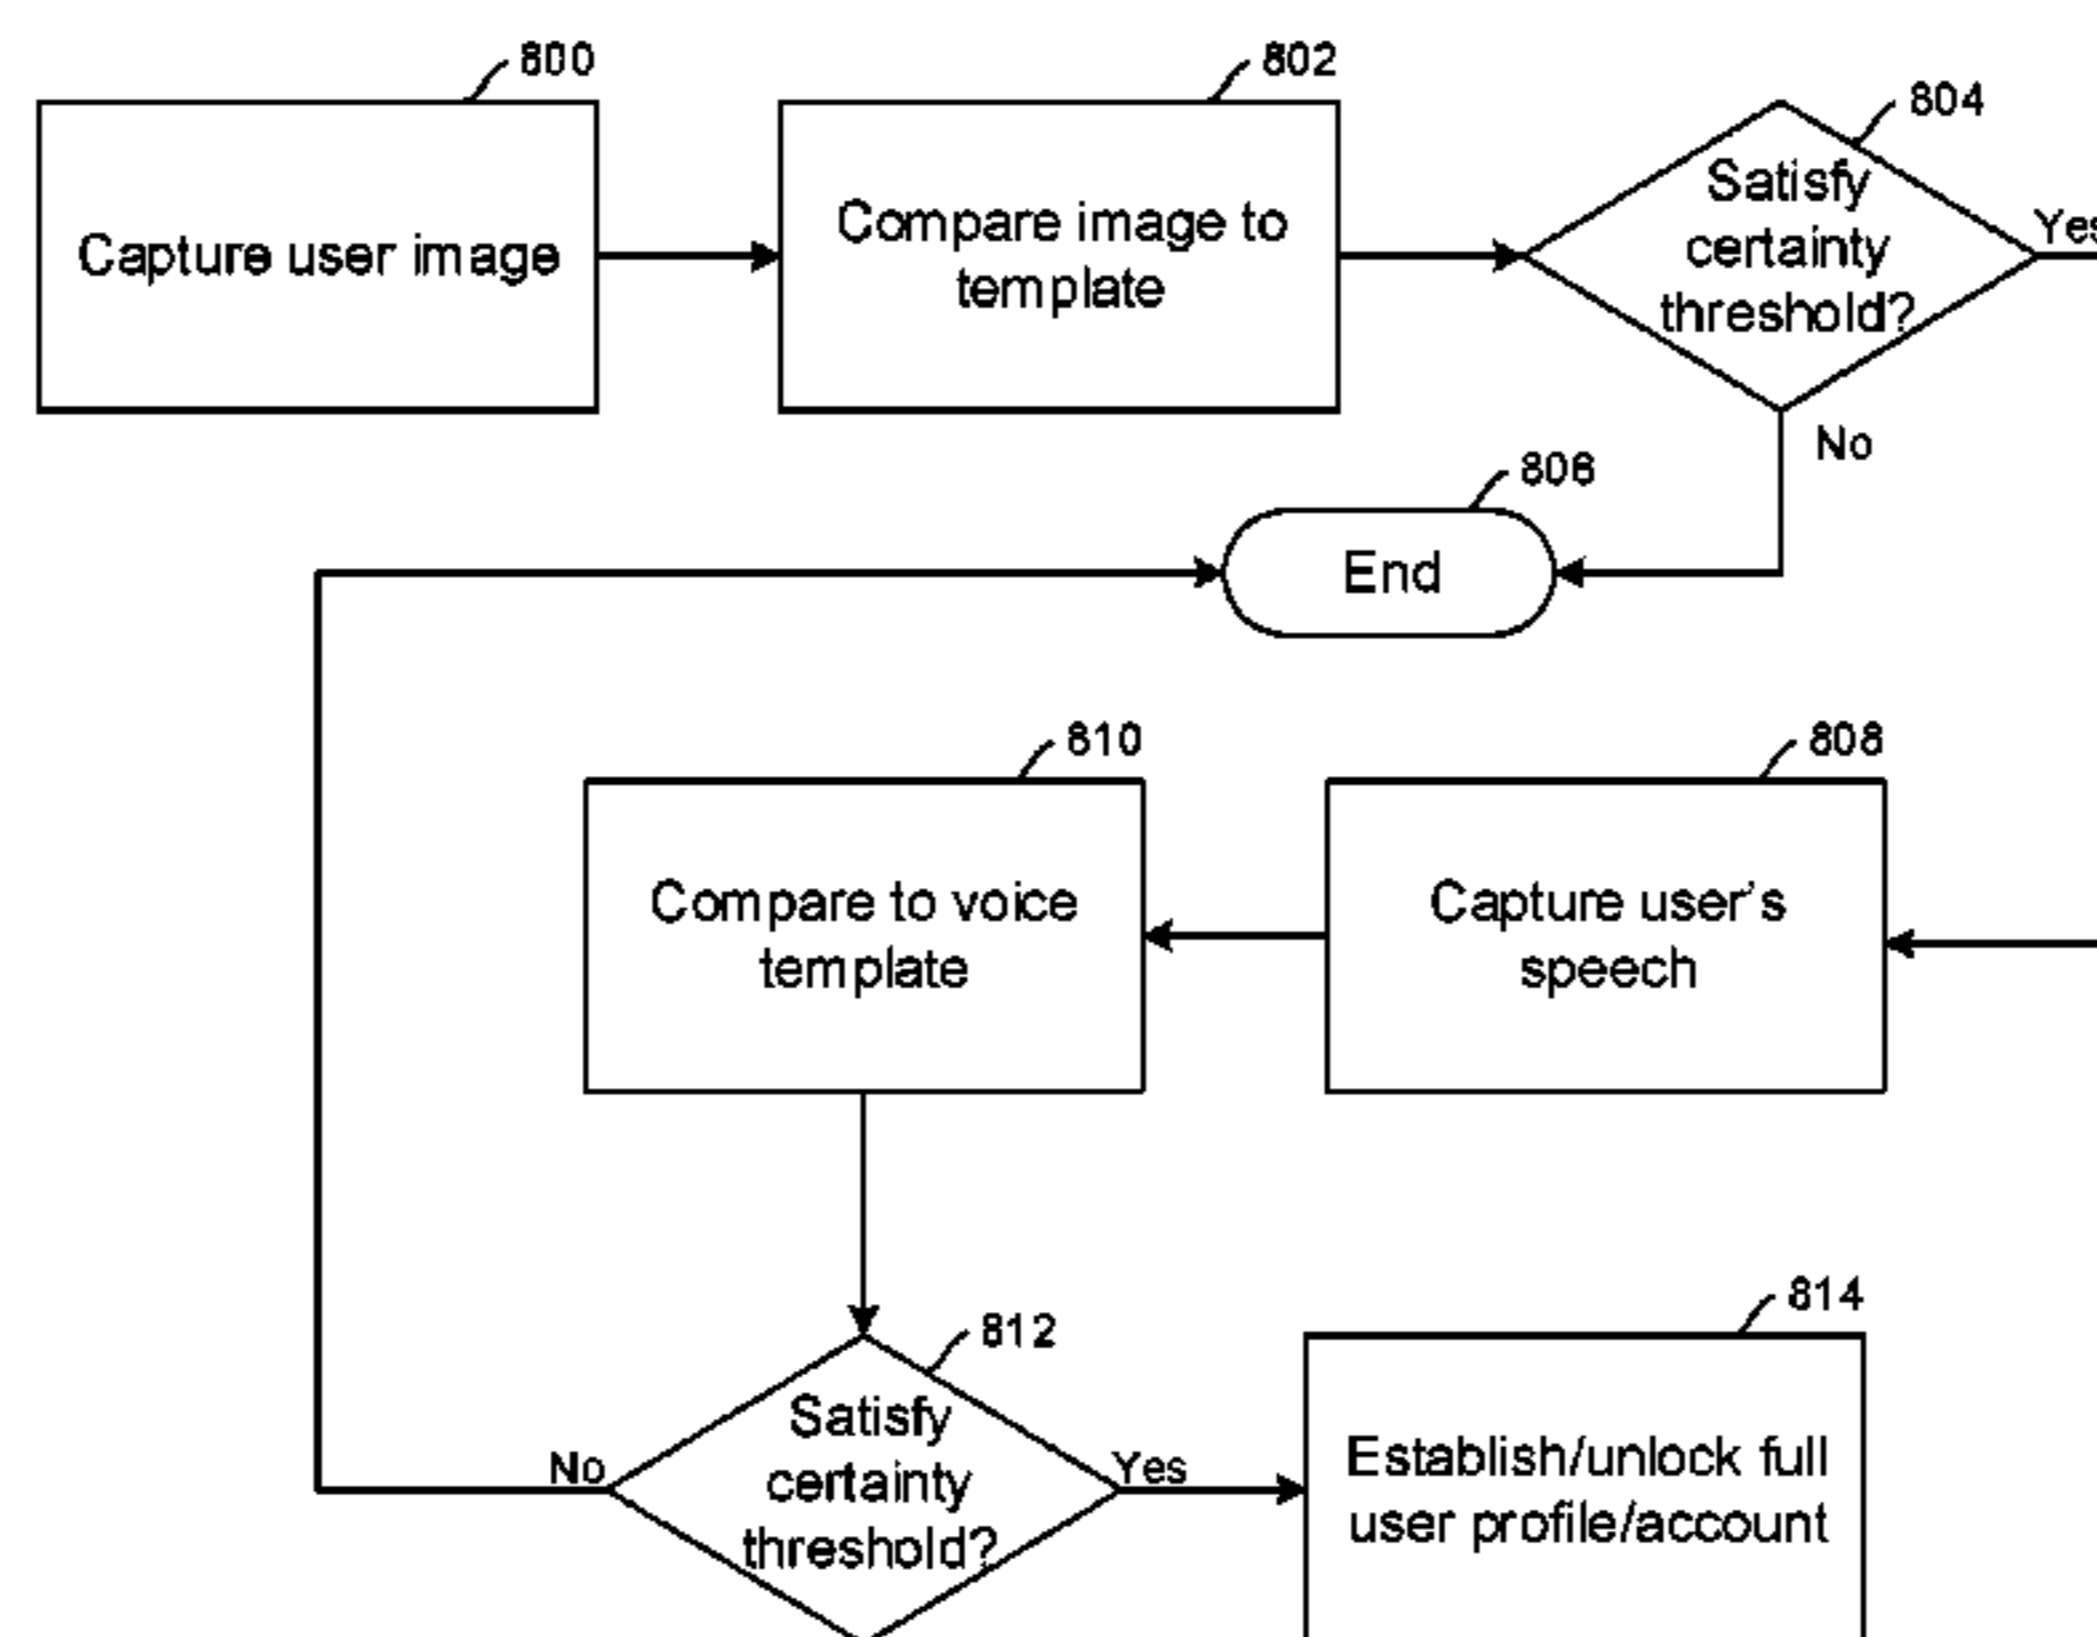 800
Capture user image
802
Compare image to
template
804
Satisfy
certainty
threshold?
Yes
No
806
End
810
Compare to voice
template
808
Capture user's
speech
812
Satisfy
certainty
threshold?
No
Yes
814
Establish/unlock full
user profile/account